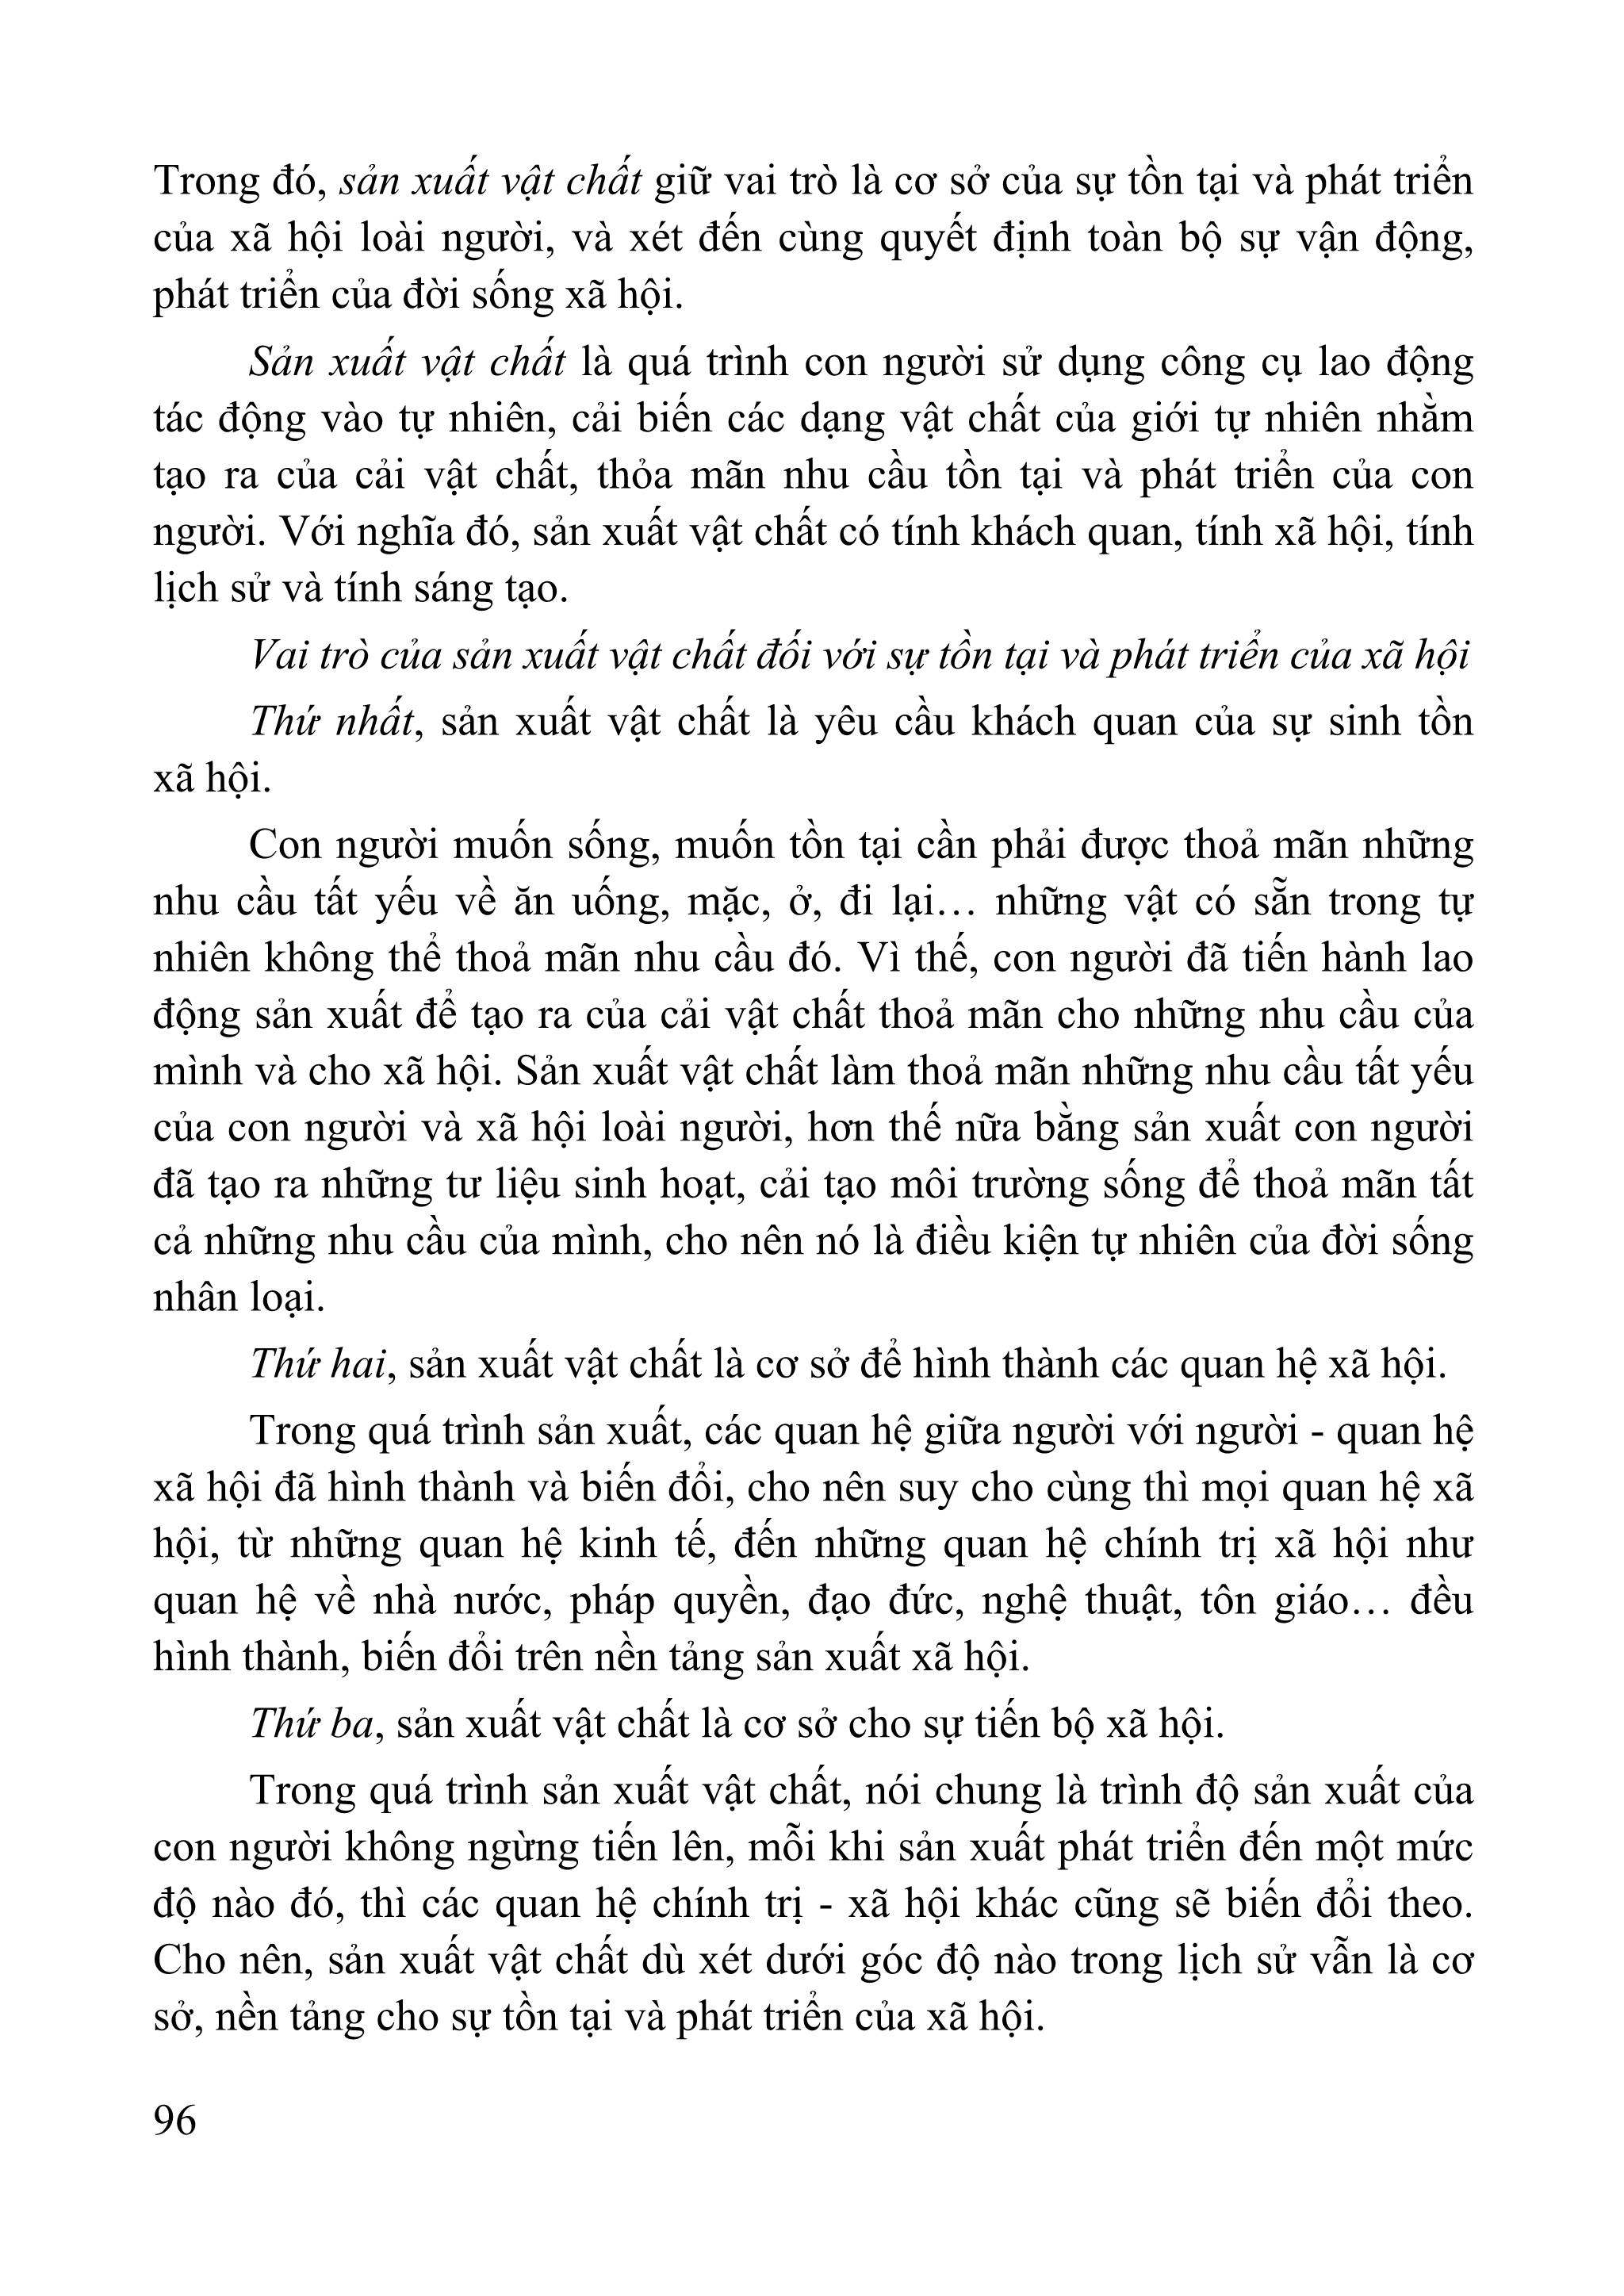 Trong đó, sản xuất vật chất giữ vai trò là cơ sở của sự tồn tại và phát triển
của xã hội loài người, và xét đến cùng quyết định toàn bộ sự vận động,
phát triển của đời sống xã hội.
Sản xuất vật chất là quá trình con người sử dụng công cụ lao động
tác động vào tự nhiên, cải biến các dạng vật chất của giới tự nhiên nhằm
tạo ra của cải vật chất, thỏa mãn nhu cầu tồn tại và phát triển của con
người. Với nghĩa đó, sản xuất vật chất có tính khách quan, tính xã hội, tính
lịch sử và tính sáng tạo.
Vai trò của sản xuất vật chất đối với sự tồn tại và phát triển của xã hội
Thứ nhất, sản xuất vật chất là yêu cầu khách quan của sự sinh tồn
xã hội.
Con người muốn sống, muốn tồn tại cần phải được thoả mãn những
nhu cầu tất yếu về ăn uống, mặc, ở, đi lại… những vật có sẵn trong tự
nhiên không thể thoả mãn nhu cầu đó. Vì thế, con người đã tiến hành lao
động sản xuất để tạo ra của cải vật chất thoả mãn cho những nhu cầu của
mình và cho xã hội. Sản xuất vật chất làm thoả mãn những nhu cầu tất yếu
của con người và xã hội loài người, hơn thế nữa bằng sản xuất con người
đã tạo ra những tư liệu sinh hoạt, cải tạo môi trường sống để thoả mãn tất
cả những nhu cầu của mình, cho nên nó là điều kiện tự nhiên của đời sống
nhân loại.
Thứ hai, sản xuất vật chất là cơ sở để hình thành các quan hệ xã hội.
Trong quá trình sản xuất, các quan hệ giữa người với người - quan hệ
xã hội đã hình thành và biến đổi, cho nên suy cho cùng thì mọi quan hệ xã
hội, từ những quan hệ kinh tế, đến những quan hệ chính trị xã hội như
quan hệ về nhà nước, pháp quyền, đạo đức, nghệ thuật, tôn giáo… đều
hình thành, biến đổi trên nền tảng sản xuất xã hội.
Thứ ba, sản xuất vật chất là cơ sở cho sự tiến bộ xã hội.
Trong quá trình sản xuất vật chất, nói chung là trình độ sản xuất của
con người không ngừng tiến lên, mỗi khi sản xuất phát triển đến một mức
độ nào đó, thì các quan hệ chính trị - xã hội khác cũng sẽ biến đổi theo.
Cho nên, sản xuất vật chất dù xét dưới góc độ nào trong lịch sử vẫn là cơ
sở, nền tảng cho sự tồn tại và phát triển của xã hội.
96